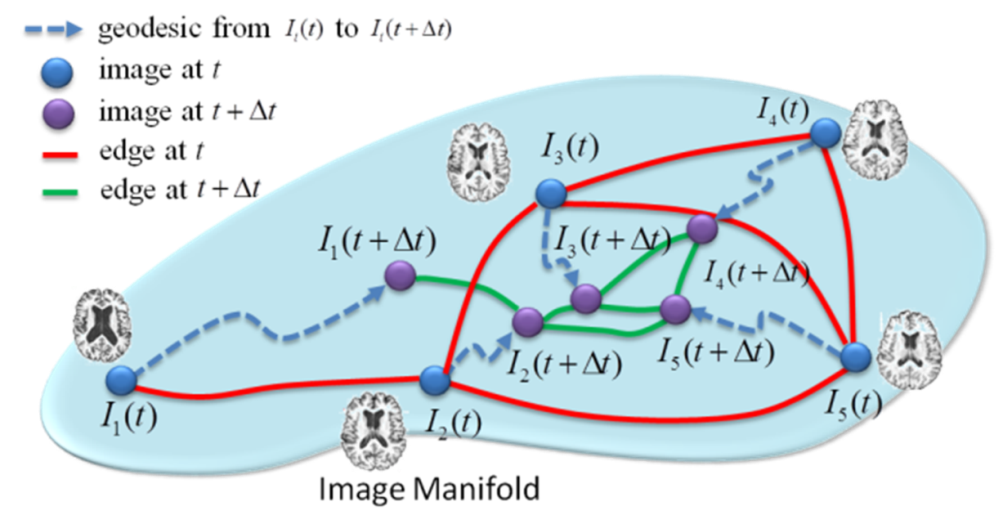 geodesic from I_i(t) to I_i(t+Δt)
image at t
image at t+Δt
edge at t
edge at t+Δt
I_4(t)
I_3(t)
I_1(t+Δt)
I_3(t+Δt)
I_4(t+Δt)
I_2(t+Δt)
I_5(t+Δt)
I_1(t)
I_2(t)
I_5(t)
Image Manifold